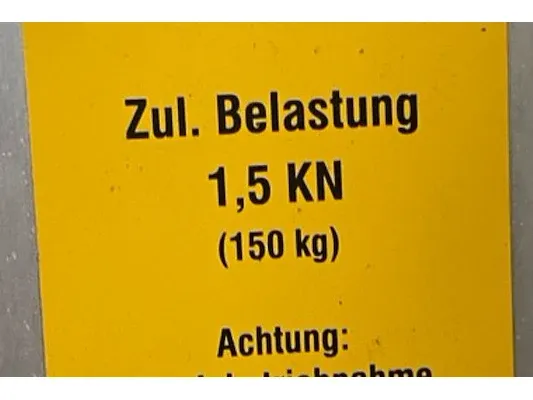 Zul. Belastung
1,5 KN
(150 kg)
Achtung: